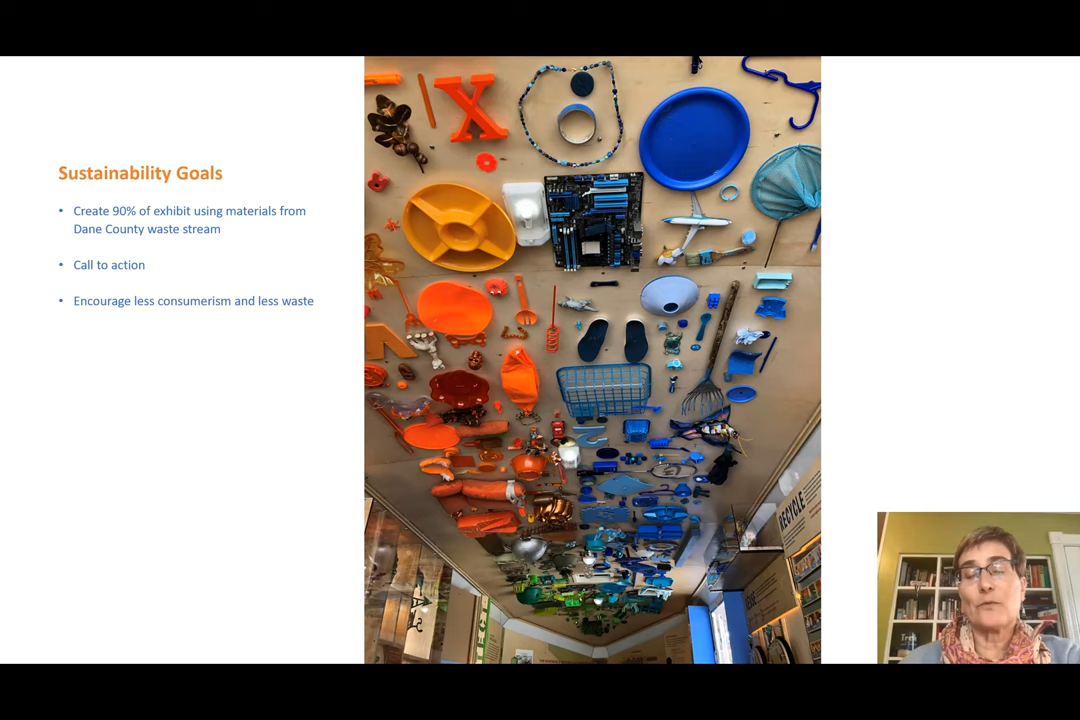 Sustainability Goals
• Create 90% of exhibit using materials from
Dane County waste stream
• Call to action
• Encourage less consumerism and less waste
X
RECYCLE